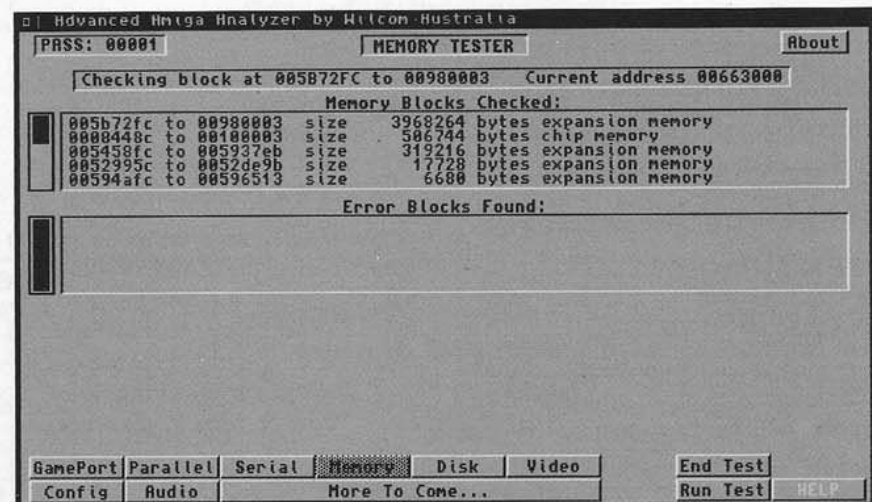 Advanced Amiga Analyzer by Wilcom Australia
PASS: 00001 MEMORY TESTER About
Checking block at 005B72FC to 00980003 Current address 00663000
Memory Blocks Checked:
005b72fc to 00980003 size 3968264 bytes expansion memory
0008448c to 00100003 size 506744 bytes chip memory
005458fc to 005937eb size 319216 bytes expansion memory
0052995c to 0052de9b size 17728 bytes expansion memory
00594afc to 00596513 size 6680 bytes expansion memory
Error Blocks Found:
GamePort Parallel Serial Memory Disk Video End Test
Config Audio More To Come... Run Test HELP